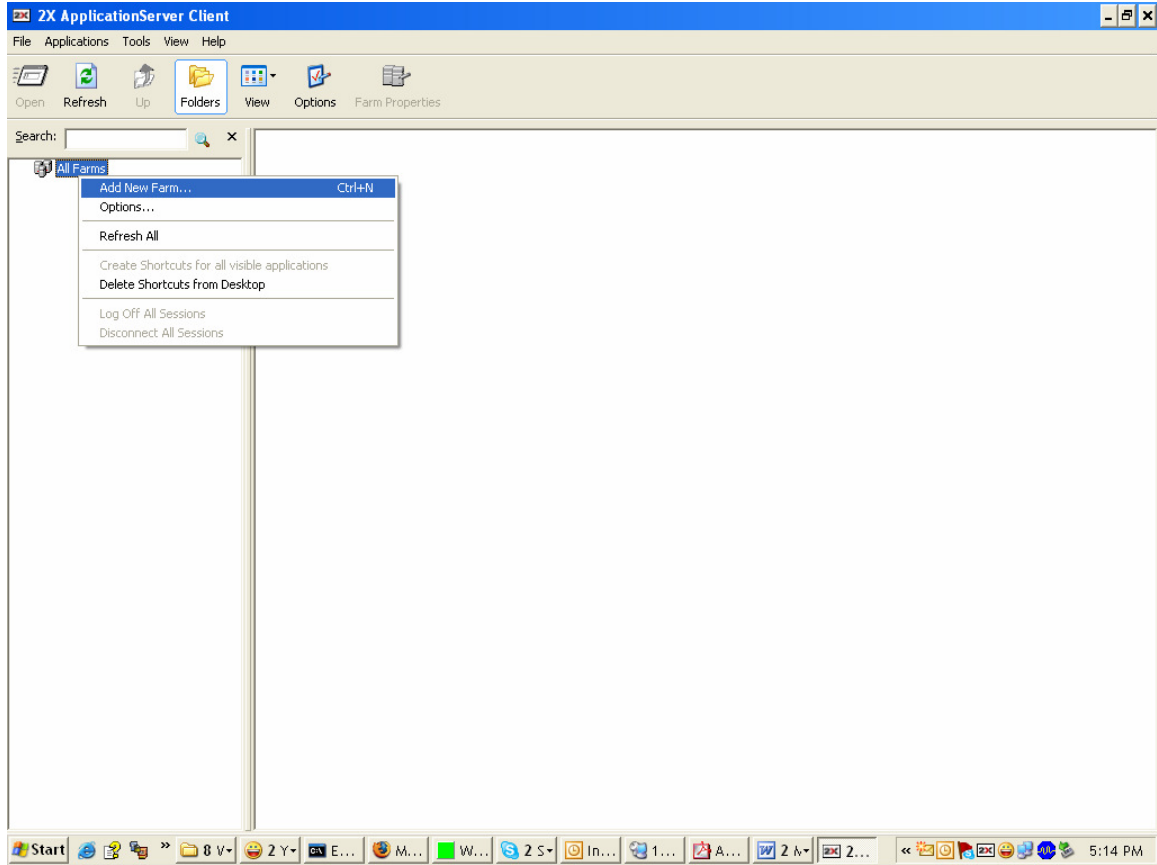 2X ApplicationServer Client
File Applications Tools View Help
Open Refresh Up Folders View Options Farm Properties
Search:
All Farms
Add New Farm... Ctrl+N
Options...
Refresh All
Create Shortcuts for all visible applications
Delete Shortcuts from Desktop
Log Off All Sessions
Disconnect All Sessions
Start » 8 V 2 Y E... M... W... 2 S In... 1... A... 2 2... « 5:14 PM